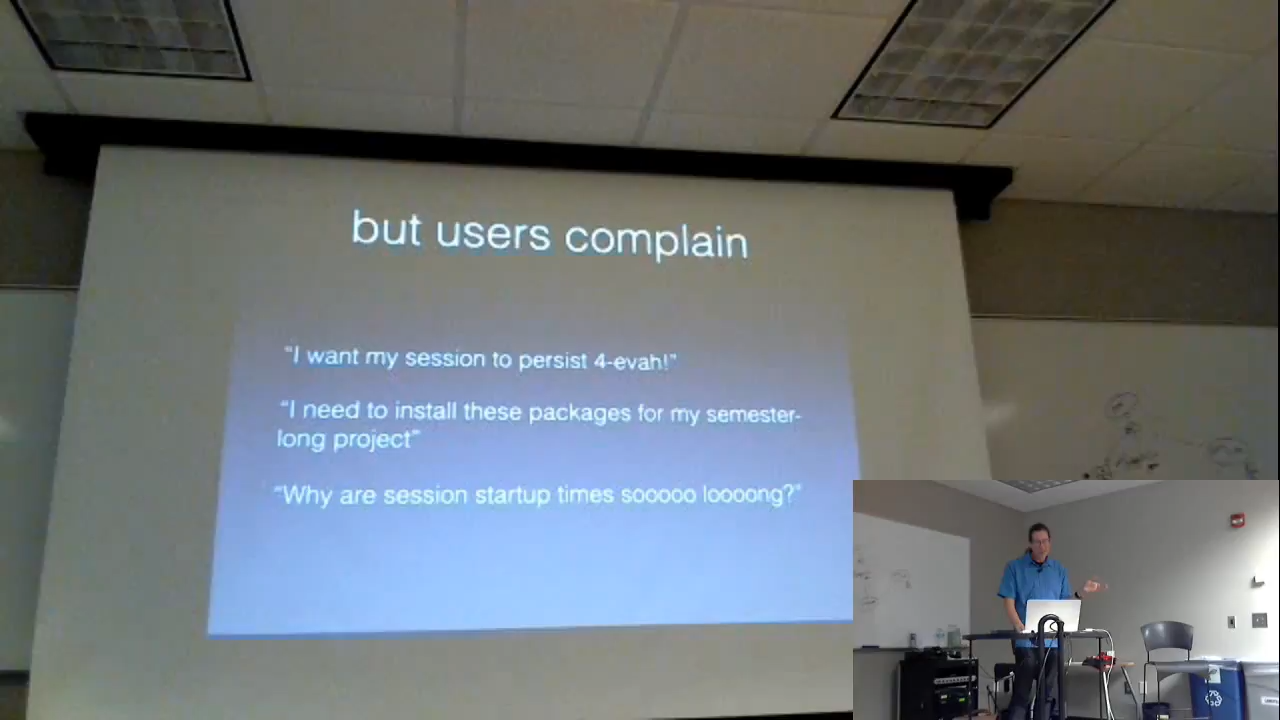 but users complain
"I want my session to persist 4-evah!"
"I need to install these packages for my semester-
long project"
"Why are session startup times sooooo loooong?"